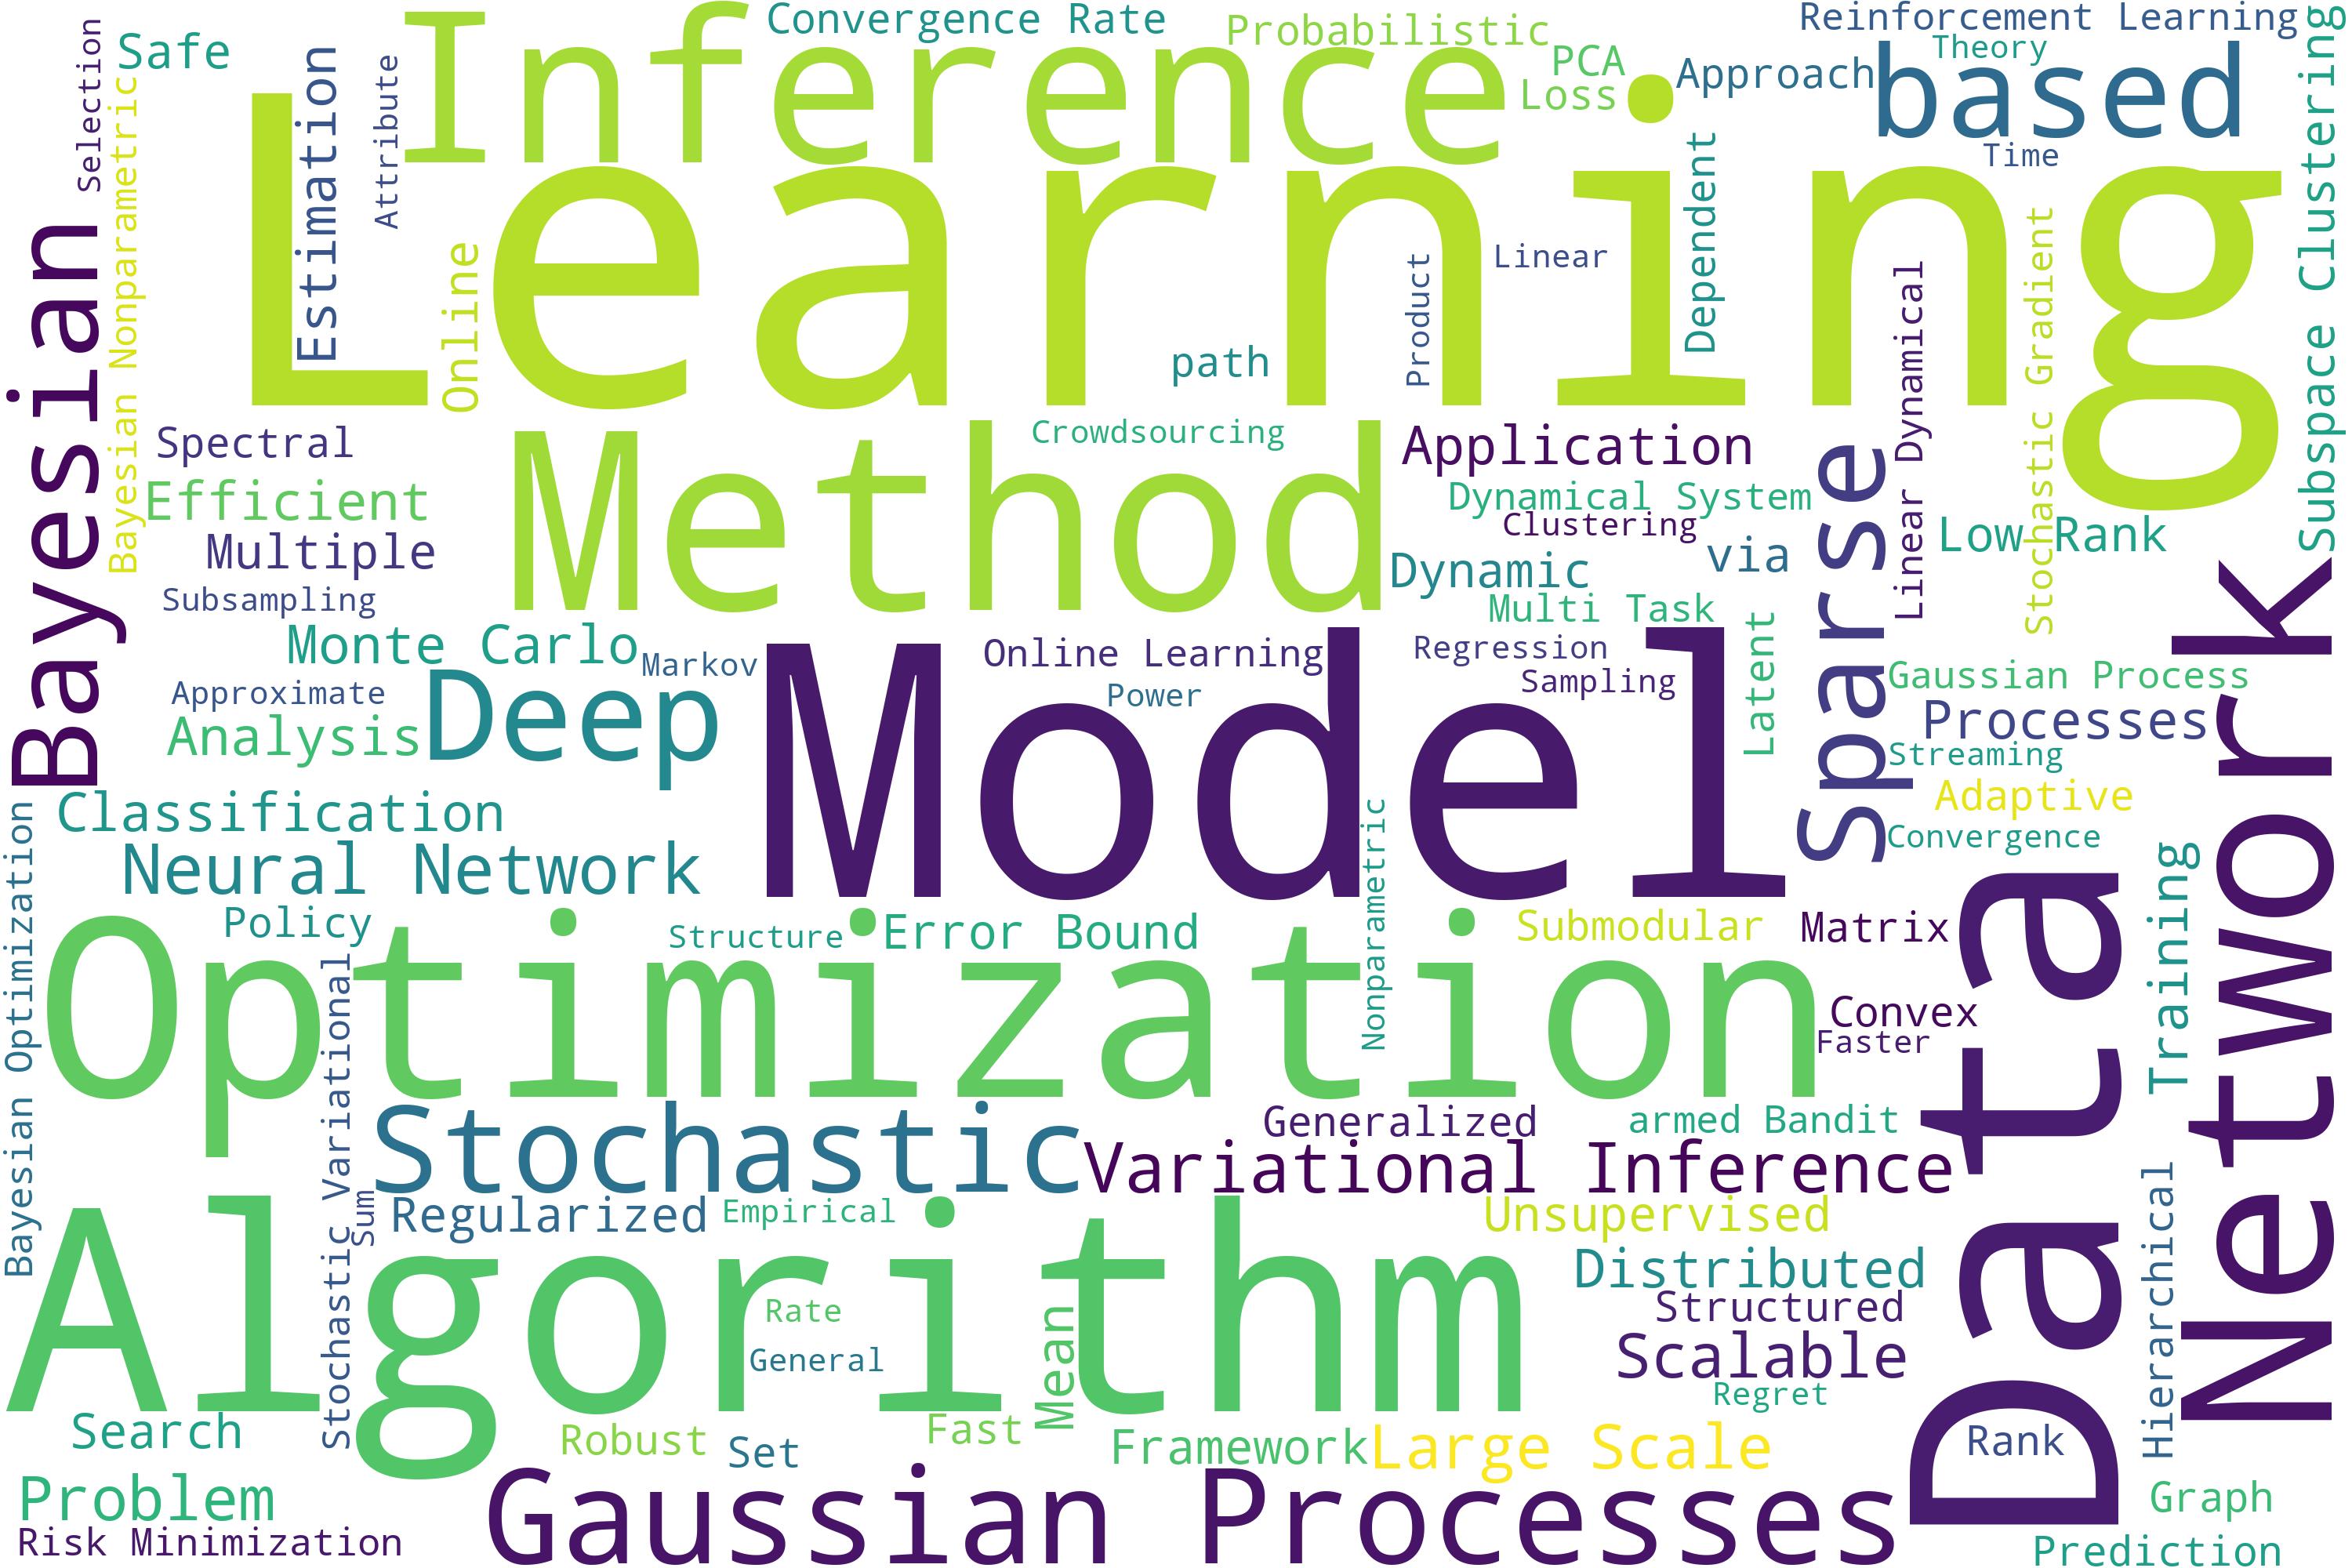 Convergence Rate
Probabilistic
Reinforcement Learning
Safe
Selection
Inference
PCA
Theory
Loss
Approach
based
Subspace Clustering
Estimation
Attribute
Bayesian Nonparametric
Learning
Dependent
Time
Online
Linear
Product
path
Linear Dynamical
Stochastic Gradient
Bayesian
Spectral
Method
Crowdsourcing
Application
Sparse
Efficient
Dynamical System
Clustering
Low Rank
Multiple
Dynamic
via
Subsampling
Multi Task
Latent
Network
Monte Carlo
Markov
Online Learning
Regression
Sampling
Gaussian Process
Approximate
Deep
Model
Power
Analysis
Processes
Streaming
Adaptive
Classification
Convergence
Nonparametric
Neural Network
Training
Data
Bayesian Optimization
Policy
Structure
Error Bound
Submodular
Matrix
Optimization
Convex
Faster
Stochastic Variational
Stochastic
Generalized
armed Bandit
Variational Inference
Hierarchical
Sum
Regularized
Empirical
Unsupervised
Algorithm
Distributed
Rate
Structured
General
Mean
Scalable
Regret
Search
Robust
Set
Fast
Framework
Large Scale
Rank
Problem
Gaussian Processes
Graph
Risk Minimization
Prediction